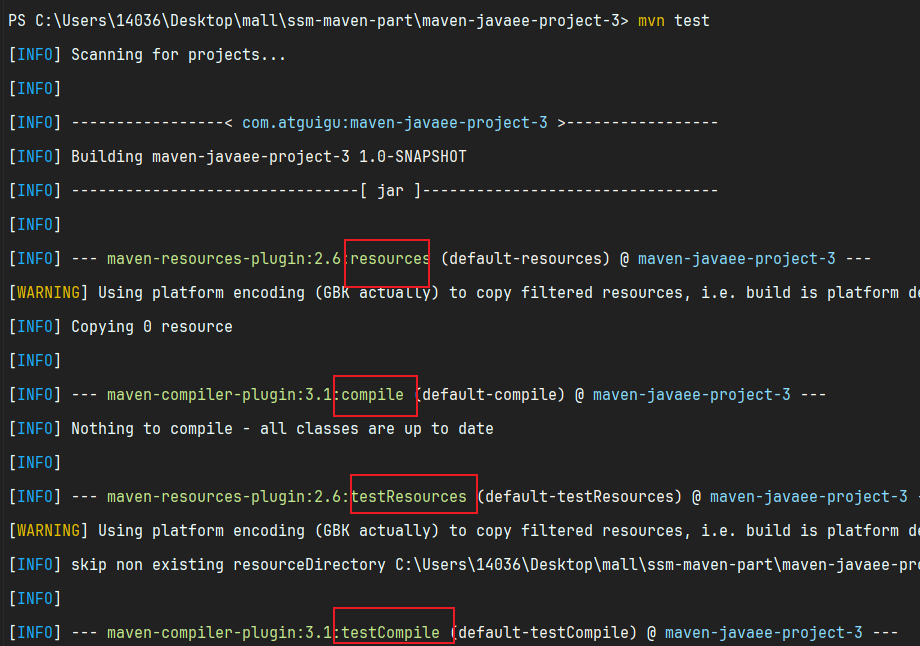 PS C:\Users\14036\Desktop\mall\ssm-maven-part\maven-javaee-project-3> mvn test
[INFO] Scanning for projects...
[INFO]
[INFO] -----------------< com.atguigu:maven-javaee-project-3 >-----------------
[INFO] Building maven-javaee-project-3 1.0-SNAPSHOT
[INFO] --------------------------------[ jar ]---------------------------------
[INFO]
[INFO] --- maven-resources-plugin:2.6:resources (default-resources) @ maven-javaee-project-3 ---
[WARNING] Using platform encoding (GBK actually) to copy filtered resources, i.e. build is platform
[INFO] Copying 0 resource
[INFO]
[INFO] --- maven-compiler-plugin:3.1:compile (default-compile) @ maven-javaee-project-3 ---
[INFO] Nothing to compile - all classes are up to date
[INFO]
[INFO] --- maven-resources-plugin:2.6:testResources (default-testResources) @ maven-javaee-project-3 -
[WARNING] Using platform encoding (GBK actually) to copy filtered resources, i.e. build is platform
[INFO] skip non existing resourceDirectory C:\Users\14036\Desktop\mall\ssm-maven-part\maven-javaee-pro
[INFO]
[INFO] --- maven-compiler-plugin:3.1:testCompile (default-testCompile) @ maven-javaee-project-3 ---